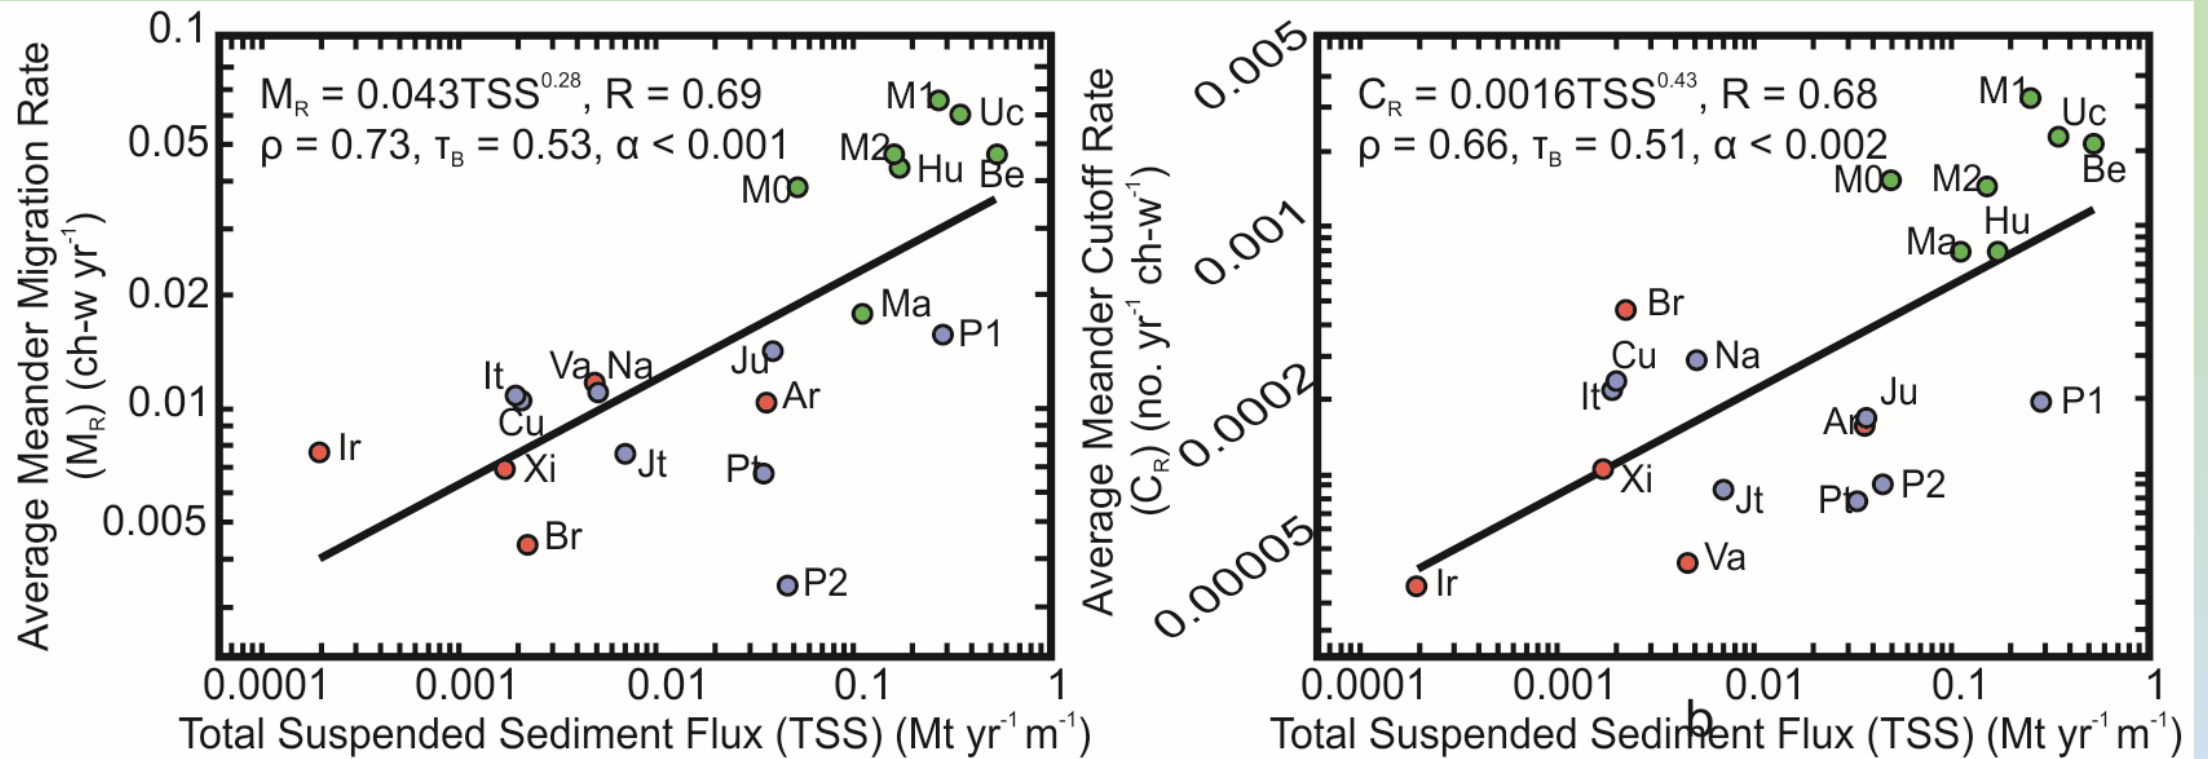 0.1
0.05
0.02
0.01
0.005
Average Meander Migration Rate
(M_R) (ch-w yr⁻¹)
M_R = 0.043TSS^0.28, R = 0.69
ρ = 0.73, τ_B = 0.53, α < 0.001
M1
Uc
M2
Hu
Be
M0
Ma
P1
Ju
Va
Na
It
Cu
Ar
Ir
Xi
Jt
Pt
Br
P2
0.0001
0.001
0.01
0.1
1
Total Suspended Sediment Flux (TSS) (Mt yr⁻¹ m⁻¹)
0.005
0.001
0.0002
0.00005
Average Meander Cutoff Rate
(C_R) (no. yr⁻¹ ch-w⁻¹)
C_R = 0.0016TSS^0.43, R = 0.68
ρ = 0.66, τ_B = 0.51, α < 0.002
M1
Uc
Be
M0
M2
Hu
Ma
Br
Cu
Na
It
Ju
P1
Ar
Xi
Jt
Pt
P2
Va
Ir
0.0001
0.001
0.01
0.1
1
b
Total Suspended Sediment Flux (TSS) (Mt yr⁻¹ m⁻¹)